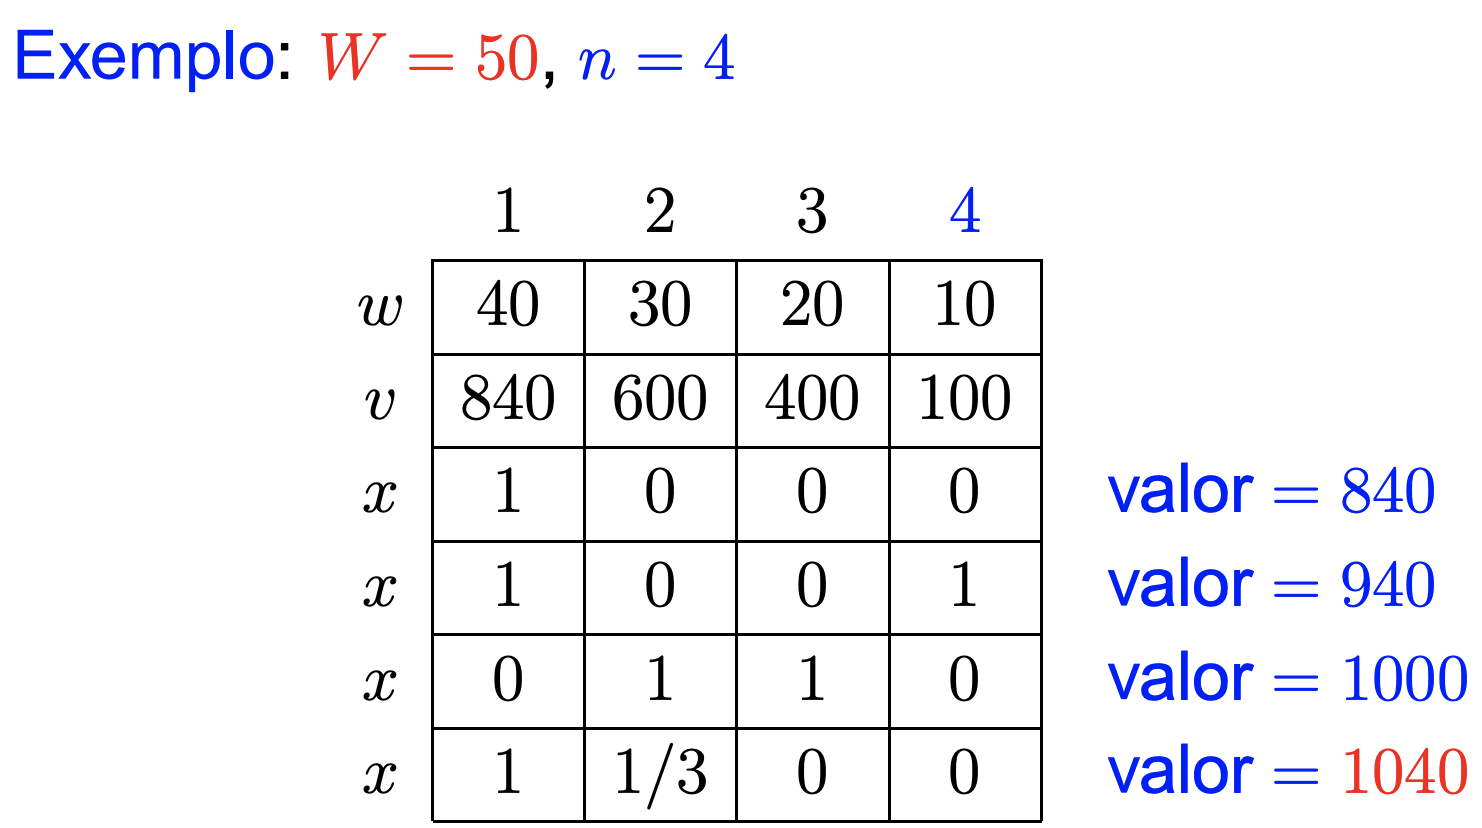 Exemplo: W = 50, n = 4
1 2 3 4
w 40 30 20 10
v 840 600 400 100
x 1 0 0 0 valor = 840
x 1 0 0 1 valor = 940
x 0 1 1 0 valor = 1000
x 1 1/3 0 0 valor = 1040